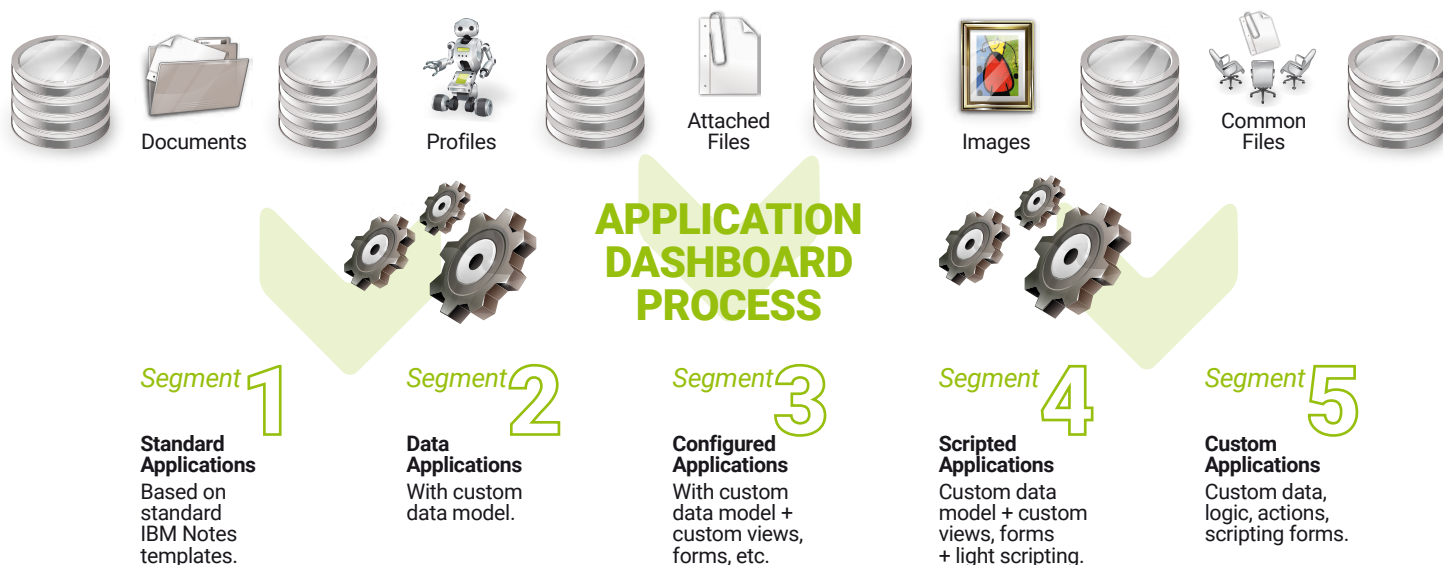 Documents
Profiles
Attached
Files
Images
Common
Files
APPLICATION
DASHBOARD
PROCESS
Segment 1
Standard
Applications
Based on
standard
IBM Notes
templates.
Segment 2
Data
Applications
With custom
data model.
Segment 3
Configured
Applications
With custom
data model +
custom views,
forms, etc.
Segment 4
Scripted
Applications
Custom data
model + custom
views, forms
+ light scripting.
Segment 5
Custom
Applications
Custom data,
logic, actions,
scripting forms.